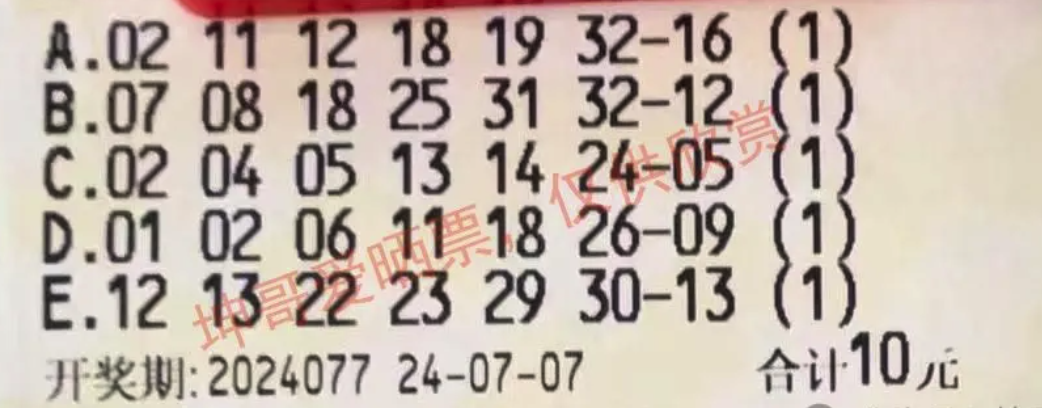 A.02 11 12 18 19 32-16 (1)
B.07 08 18 25 31 32-12 (1)
C.02 04 05 13 14 24-05 (1)
D.01 02 06 11 18 26-09 (1)
E.12 13 22 23 29 30-13 (1)
坤哥爱晒票，仅供欣赏
开奖期:2024077 24-07-07 合计10元